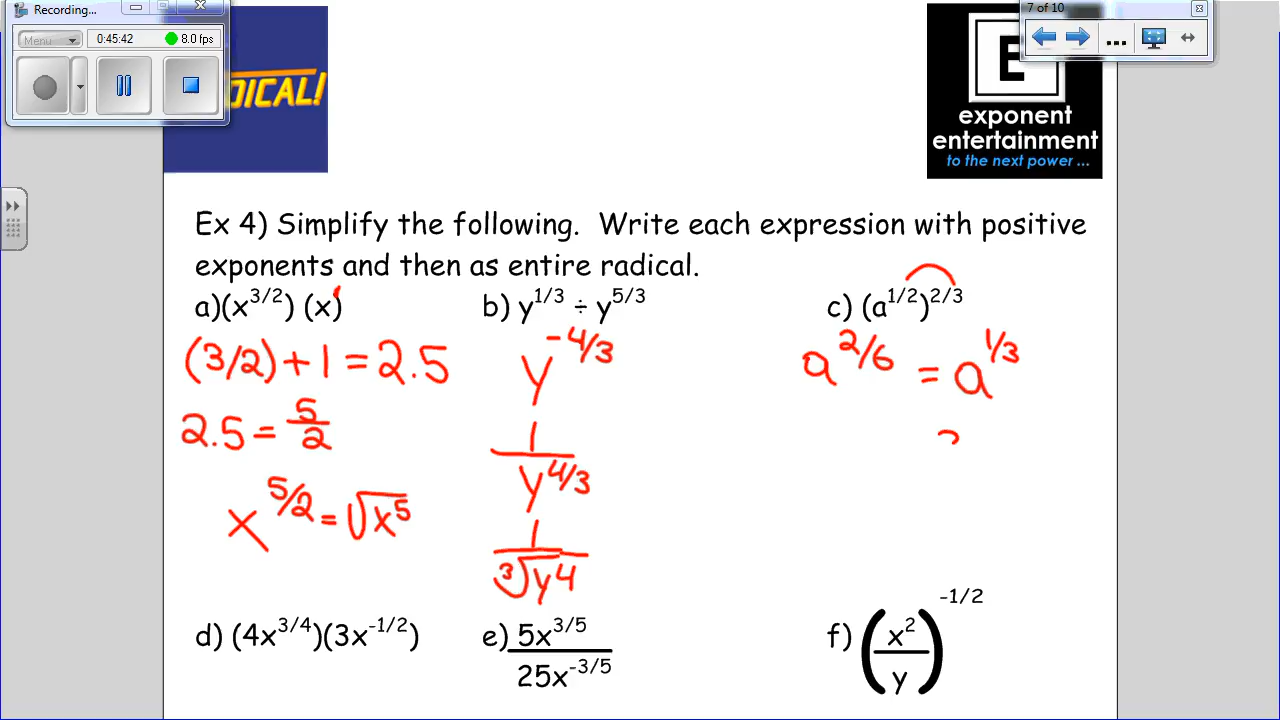 Recording...
Menu
0:45:42
8.0 fps
7 of 10
...
DICAL!
E
exponent
entertainment
to the next power ...
Ex 4) Simplify the following. Write each expression with positive
exponents and then as entire radical.
a)(x^{3/2}) (x^{1})
b) y^{1/3} ÷ y^{5/3}
c) (a^{1/2})^{2/3}
(3/2) + 1 = 2.5
y^{-4/3}
a^{2/6} = a^{1/3}
2.5 = 5/2
1/y^{4/3}
x^{5/2} = √x^5
1/∛y^4
d) (4x^{3/4})(3x^{-1/2})
e) 5x^{3/5}
25x^{-3/5}
f) (x^2/y)^{-1/2}